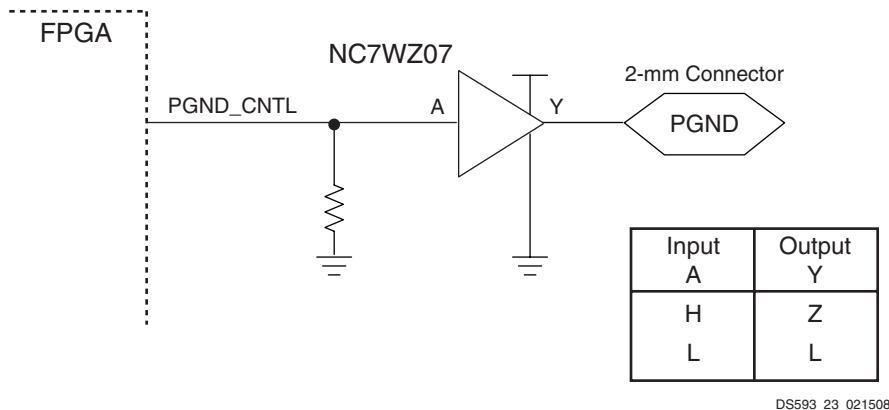 FPGA
NC7WZ07
2-mm Connector
PGND_CNTL
A
Y
PGND
Input Output
A Y
H Z
L L
DS593_23_021508